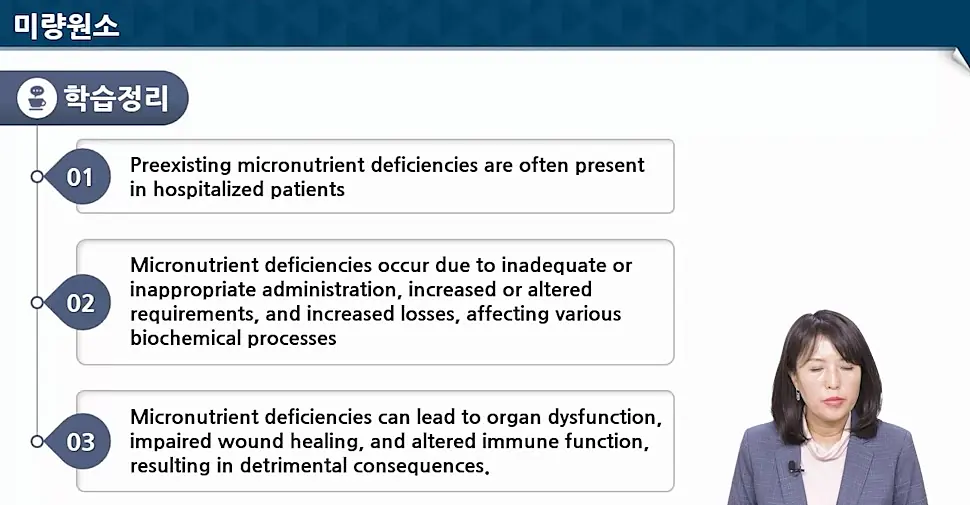 미량원소
학습정리
01
Preexisting micronutrient deficiencies are often present
in hospitalized patients
02
Micronutrient deficiencies occur due to inadequate or
inappropriate administration, increased or altered
requirements, and increased losses, affecting various
biochemical processes
03
Micronutrient deficiencies can lead to organ dysfunction,
impaired wound healing, and altered immune function,
resulting in detrimental consequences.